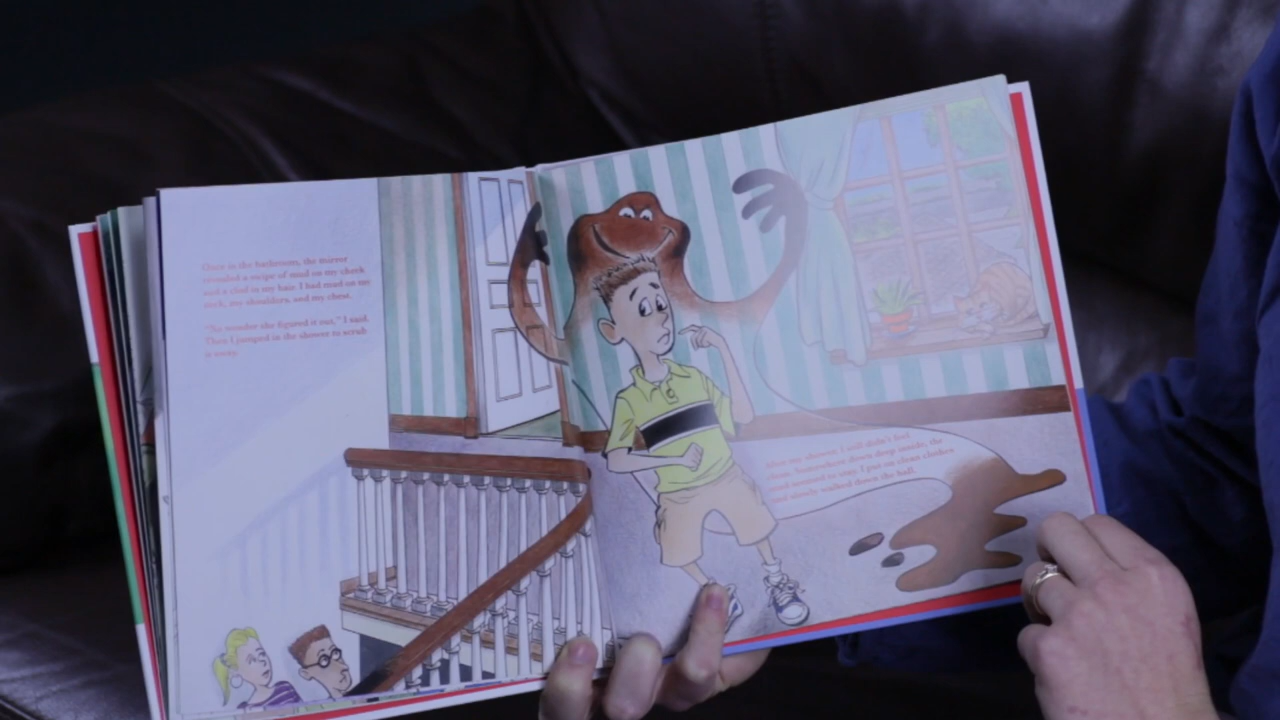 Once in the bathroom, the mirror
revealed a swipe of mud on my cheek
and a clod in my hair. I had mud on my
neck, my shoulders, and my chest.
"No wonder she figured it out," I said.
Then I jumped in the shower to scrub
it away.
After my shower, I still didn't feel
clean. Somewhere down deep inside, the
mud seemed to stay. I put on clean clothes
and slowly walked down the hall.